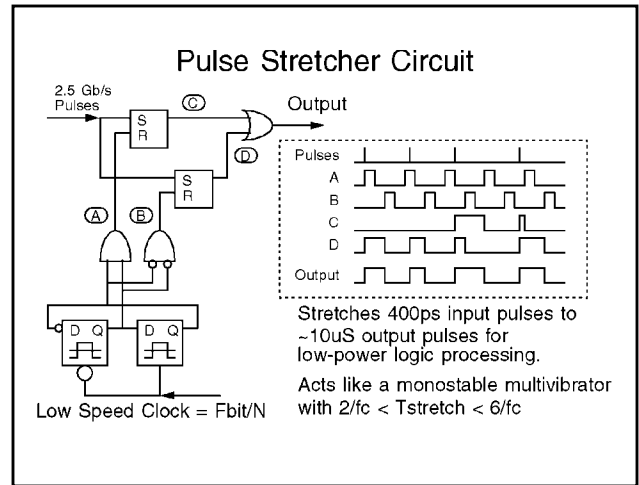 Pulse Stretcher Circuit
2.5 Gb/s
Pulses
C
Output
S
R
D
S
R
A
B
Pulses
A
B
C
D
Output
D Q
D Q
Low Speed Clock = Fbit/N
Stretches 400ps input pulses to
~10uS output pulses for
low-power logic processing.
Acts like a monostable multivibrator
with 2/fc < Tstretch < 6/fc